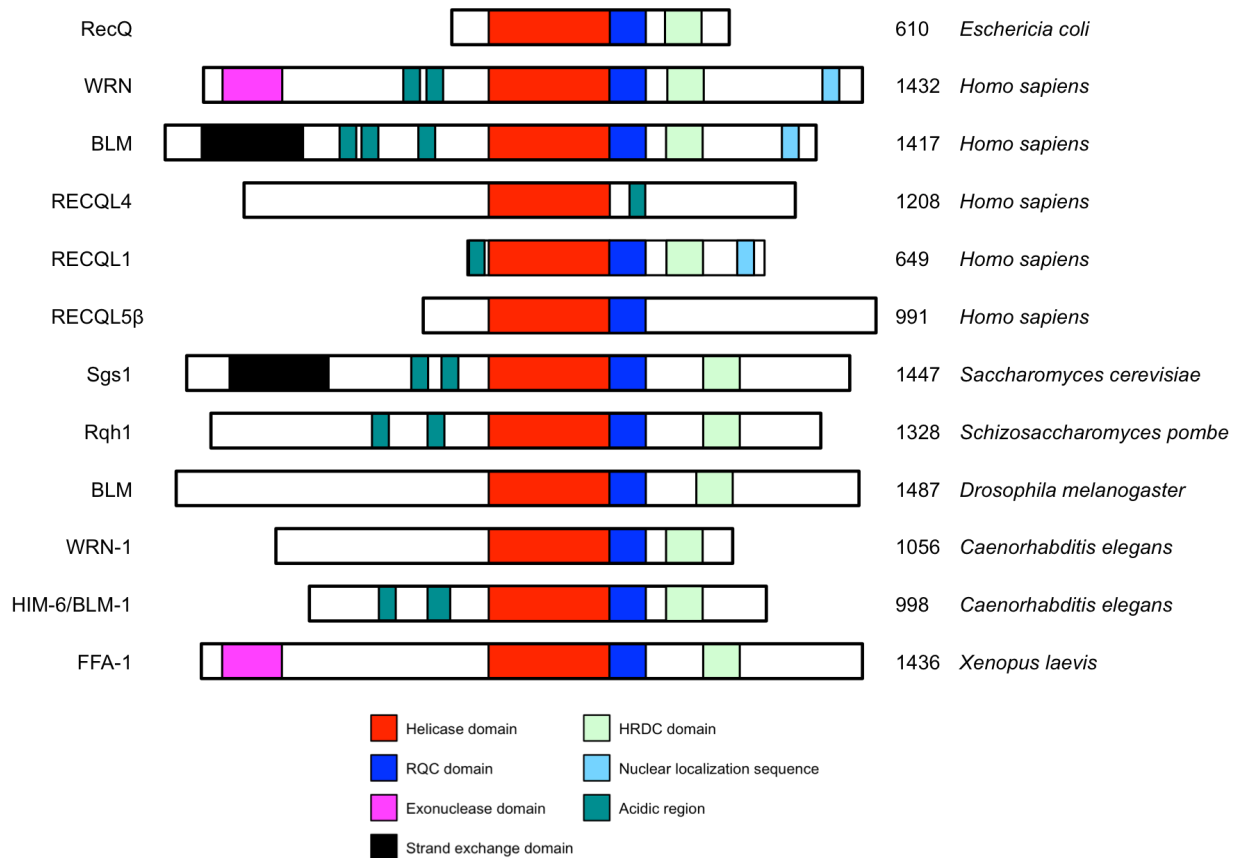 RecQ 610 Eschericia coli
WRN 1432 Homo sapiens
BLM 1417 Homo sapiens
RECQL4 1208 Homo sapiens
RECQL1 649 Homo sapiens
RECQL5β 991 Homo sapiens
Sgs1 1447 Saccharomyces cerevisiae
Rqh1 1328 Schizosaccharomyces pombe
BLM 1487 Drosophila melanogaster
WRN-1 1056 Caenorhabditis elegans
HIM-6/BLM-1 998 Caenorhabditis elegans
FFA-1 1436 Xenopus laevis
Helicase domain
RQC domain
Exonuclease domain
Strand exchange domain
HRDC domain
Nuclear localization sequence
Acidic region